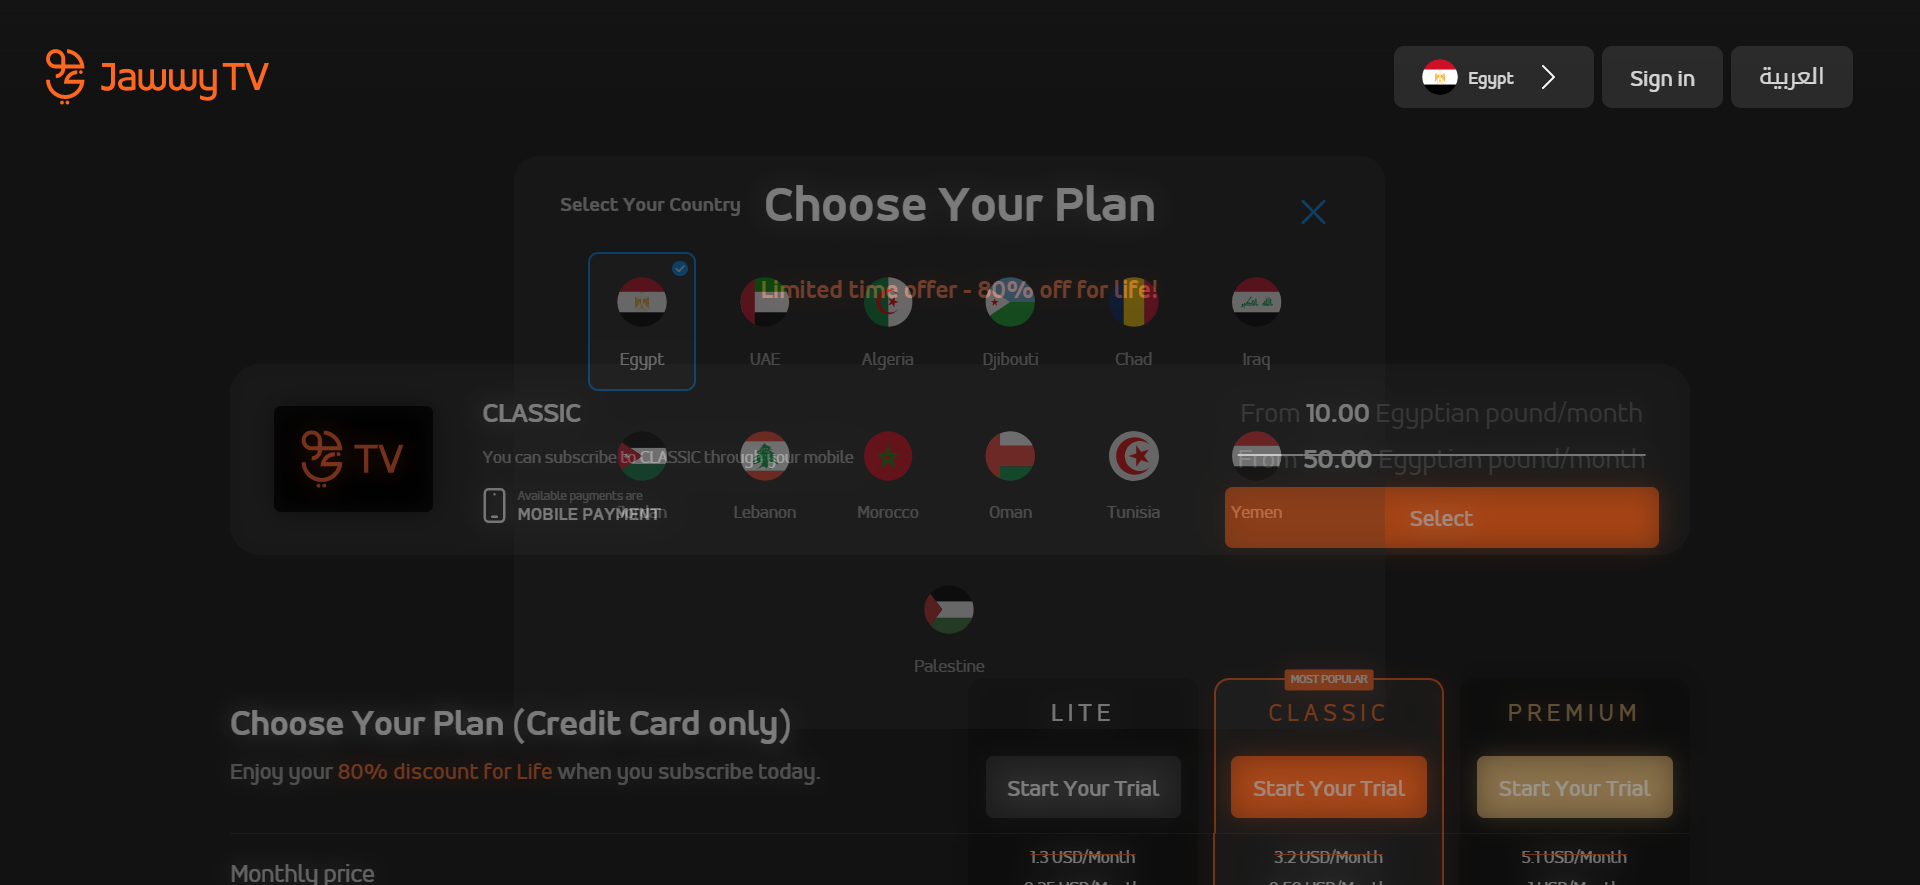 Jawwy TV
Egypt
Sign in
العربية
Select Your Country
Choose Your Plan
Limited time offer - 80% off for life!
Egypt
UAE
Algeria
Djibouti
Chad
Iraq
CLASSIC
From 10.00 Egyptian pound/month
You can subscribe to CLASSIC through your mobile
From 50.00 Egyptian pound/month
Available payments are
MOBILE PAYMENT
Lebanon
Morocco
Oman
Tunisia
Yemen
Select
TV
Palestine
MOST POPULAR
LITE
CLASSIC
PREMIUM
Choose Your Plan (Credit Card only)
Enjoy your 80% discount for Life when you subscribe today.
Start Your Trial
Start Your Trial
Start Your Trial
1.3 USD/Month
3.2 USD/Month
5.1 USD/Month
Monthly price